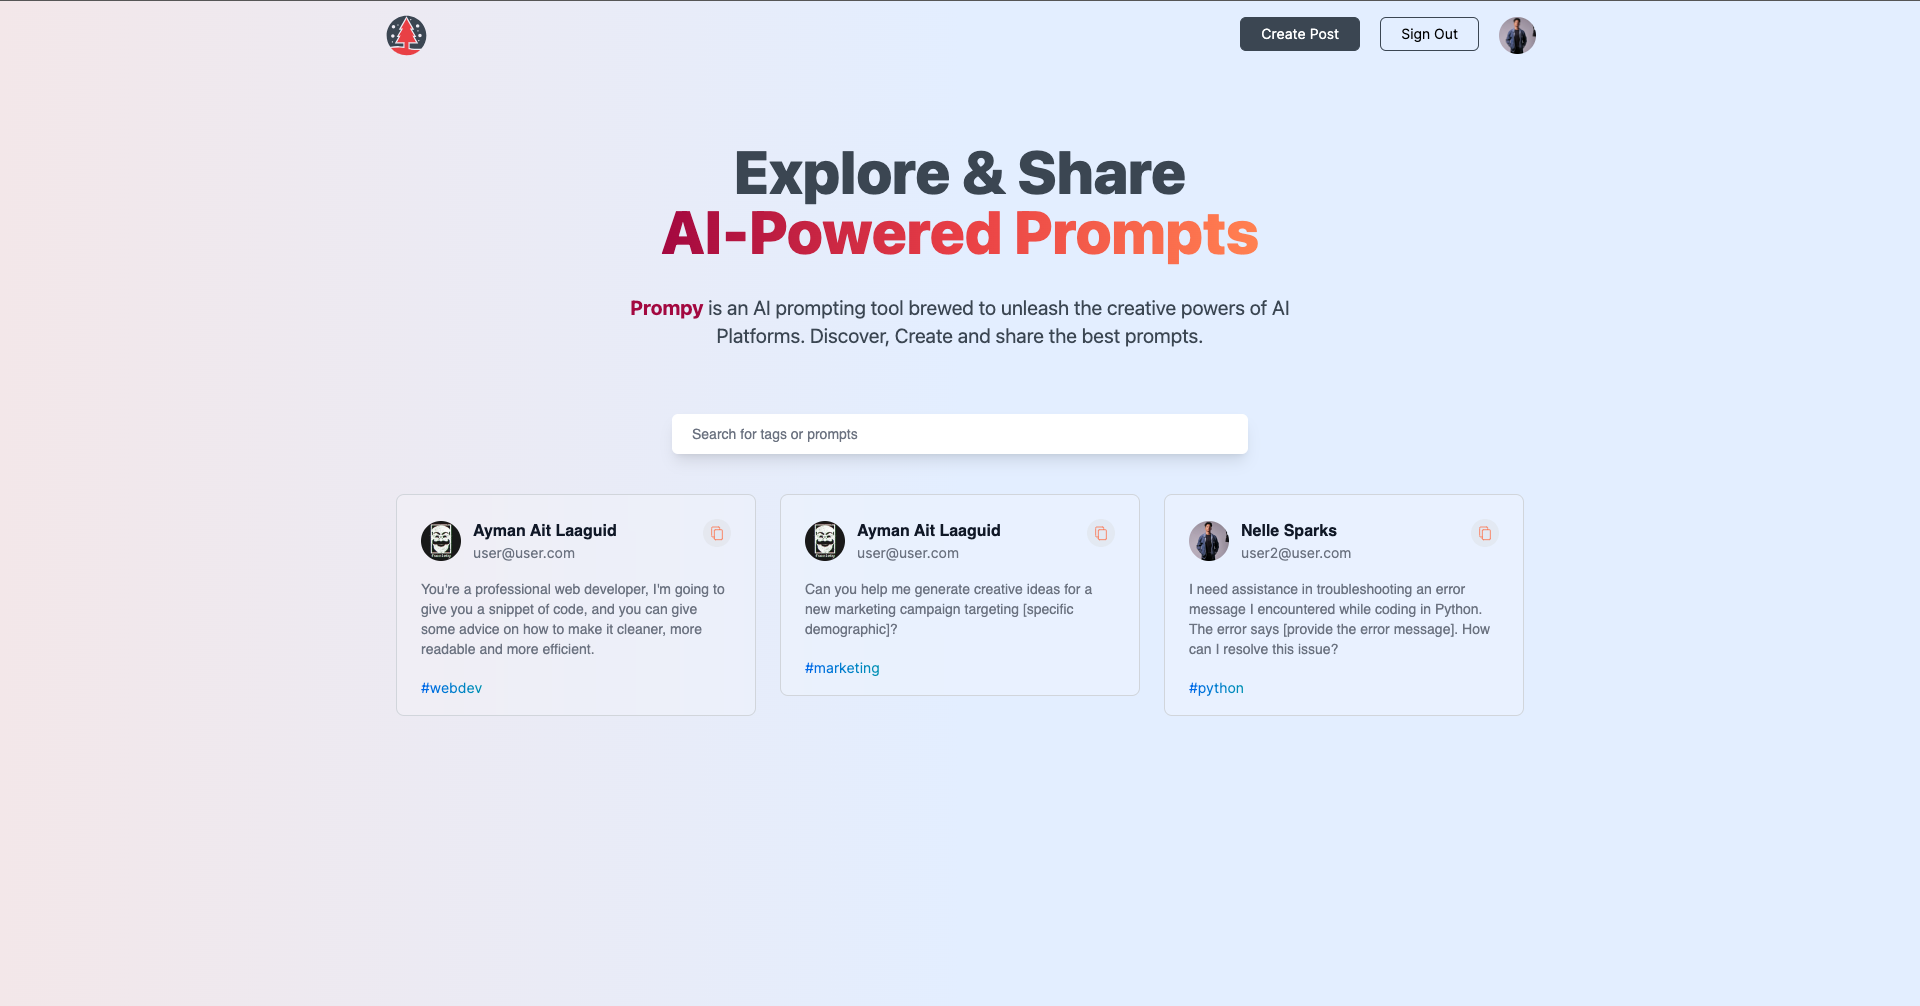 Create Post
Sign Out
Explore & Share
AI-Powered Prompts
Prompy is an AI prompting tool brewed to unleash the creative powers of AI
Platforms. Discover, Create and share the best prompts.
Search for tags or prompts
Ayman Ait Laaguid
user@user.com
You're a professional web developer, I'm going to
give you a snippet of code, and you can give
some advice on how to make it cleaner, more
readable and more efficient.
#webdev
Ayman Ait Laaguid
user@user.com
Can you help me generate creative ideas for a
new marketing campaign targeting [specific
demographic]?
#marketing
Nelle Sparks
user2@user.com
I need assistance in troubleshooting an error
message I encountered while coding in Python.
The error says [provide the error message]. How
can I resolve this issue?
#python